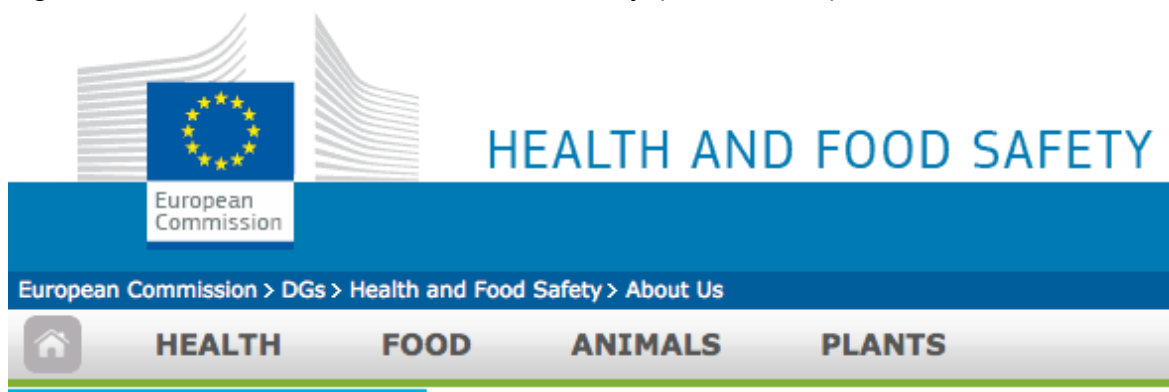 HEALTH AND FOOD SAFETY
European
Commission
European Commission > DGs > Health and Food Safety > About Us
HEALTH FOOD ANIMALS PLANTS